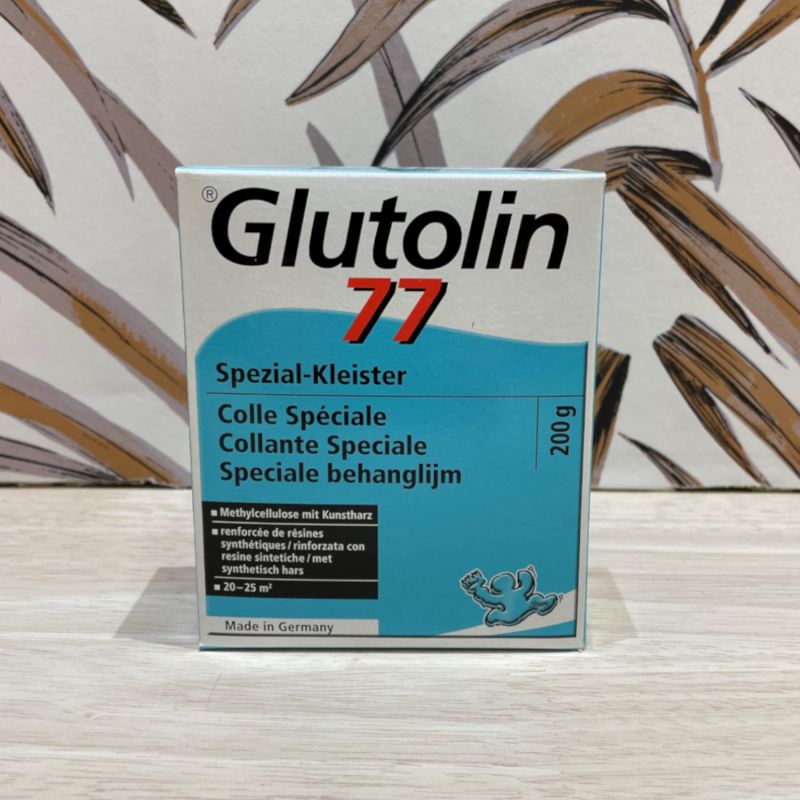 ® Glutolin
77
Spezial-Kleister
Colle Spéciale
Collante Speciale
Speciale behanglijm
200g
▪ Methylcellulose mit Kunstharz
▪ renforcée de résines
synthétiques/rinforzata con
resine sintetiche/met
synthetisch hars
▪ 20–25 m²
Made in Germany